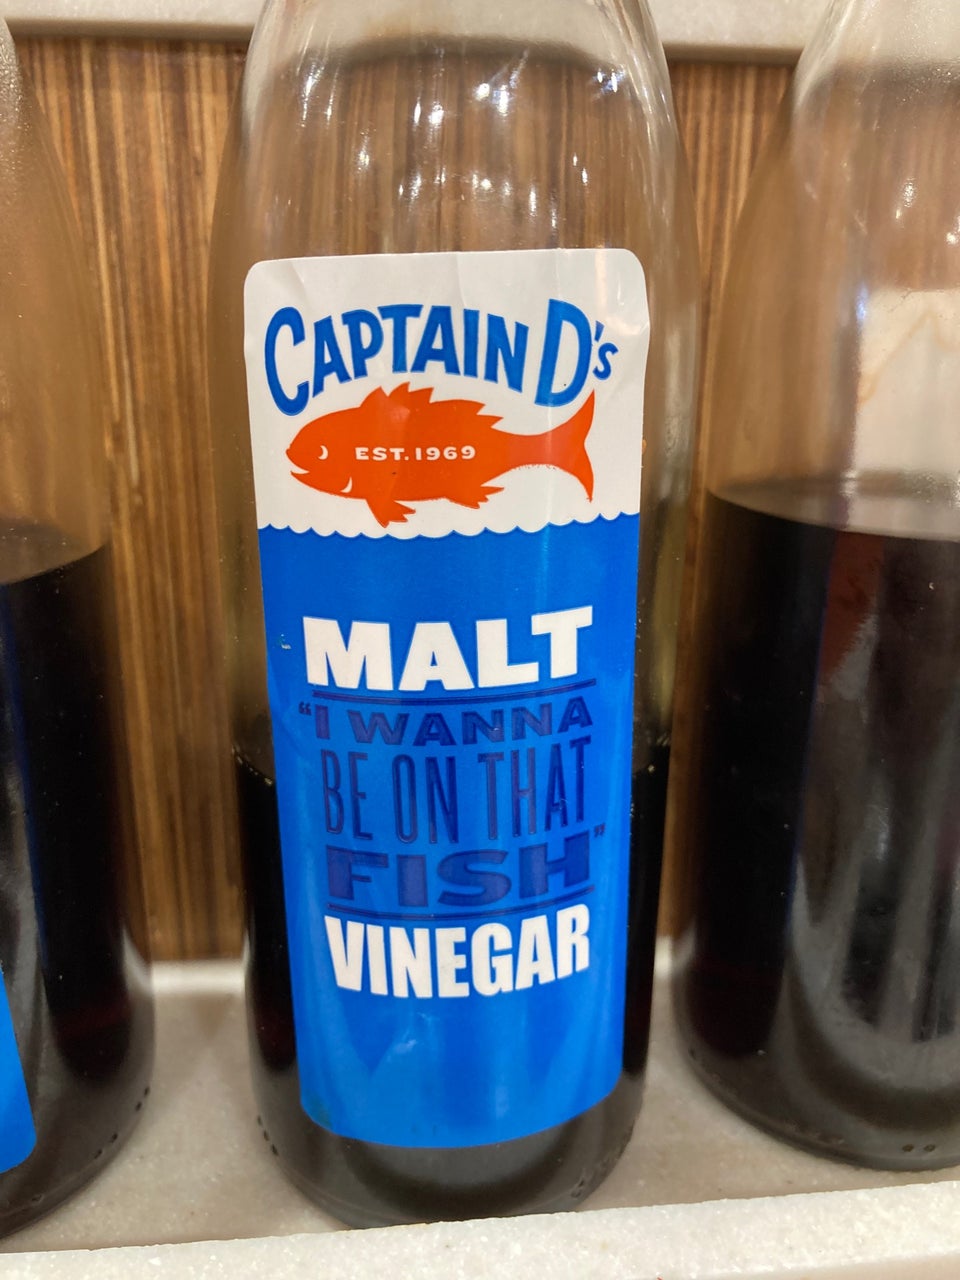 CAPTAIN D's
EST. 1969
MALT
“I WANNA
BE ON THAT
FISH”
VINEGAR